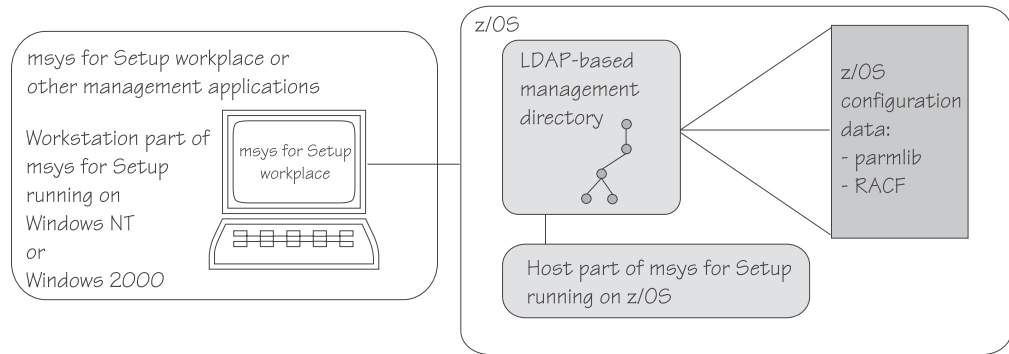 msys for Setup workplace or
other management applications
Workstation part of
msys for Setup
running on
Windows NT
or
Windows 2000
msys for Setup
workplace
z/OS
LDAP-based
management
directory
Host part of msys for Setup
running on z/OS
z/OS
configuration
data:
- parmlib
- RACF